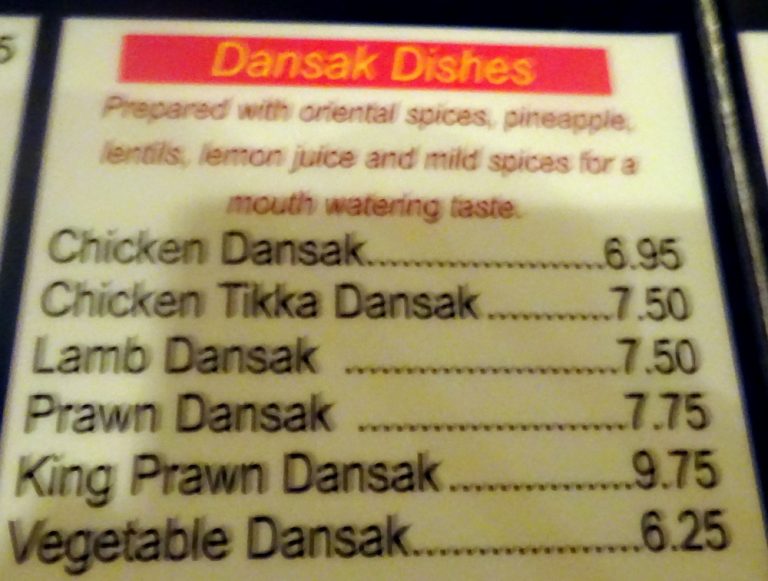 5
Dansak Dishes
Prepared with oriental spices, pineapple,
lentils, lemon juice and mild spices for a
mouth watering taste.
Chicken Dansak.....................6.95
Chicken Tikka Dansak...........7.50
Lamb Dansak ........................7.50
Prawn Dansak .......................7.75
King Prawn Dansak................9.75
Vegetable Dansak...................6.25